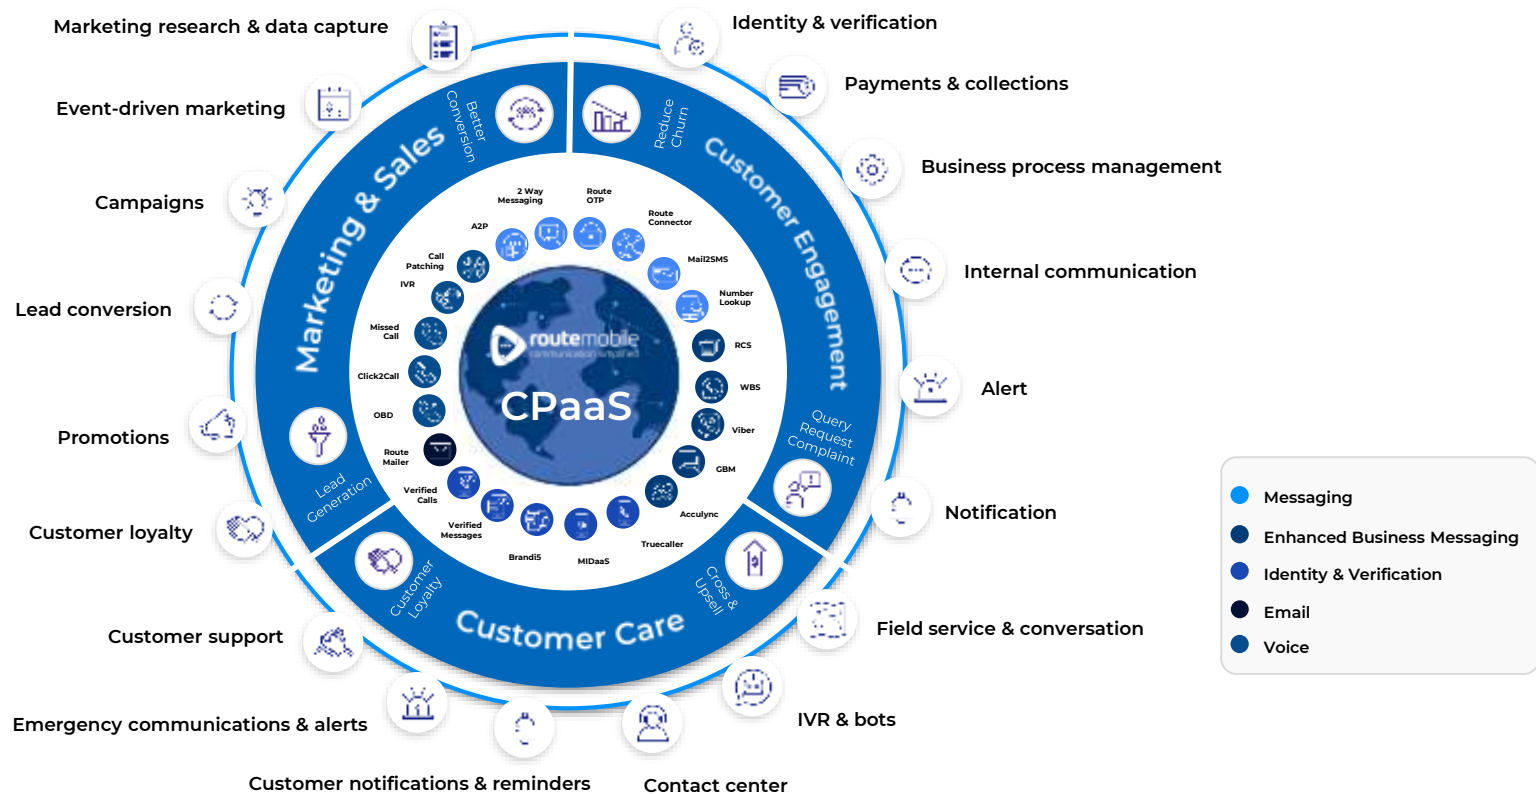 Marketing research & data capture
Event-driven marketing
Campaigns
Lead conversion
Promotions
Customer loyalty
Customer support
Emergency communications & alerts
Customer notifications & reminders
Contact center
IVR & bots
Field service & conversation
Notification
Alert
Internal communication
Business process management
Payments & collections
Identity & verification
Marketing & Sales
Better
Conversion
Reduce
Churn
Customer Engagement
Query
Request
Complaint
Cross &
Upsell
Customer Care
Customer
Loyalty
Lead
Generation
2 Way
Messaging
Route
OTP
Route
Connector
Mail2SMS
Number
Lookup
RCS
WBS
Viber
GBM
Acculync
Truecaller
MIDaaS
Brandi5
Verified
Messages
Verified
Calls
Route
Mailer
OBD
Click2Call
Missed
Call
IVR
Call
Patching
A2P
routemobile
communication simplified
CPaaS
Messaging
Enhanced Business Messaging
Identity & Verification
Email
Voice